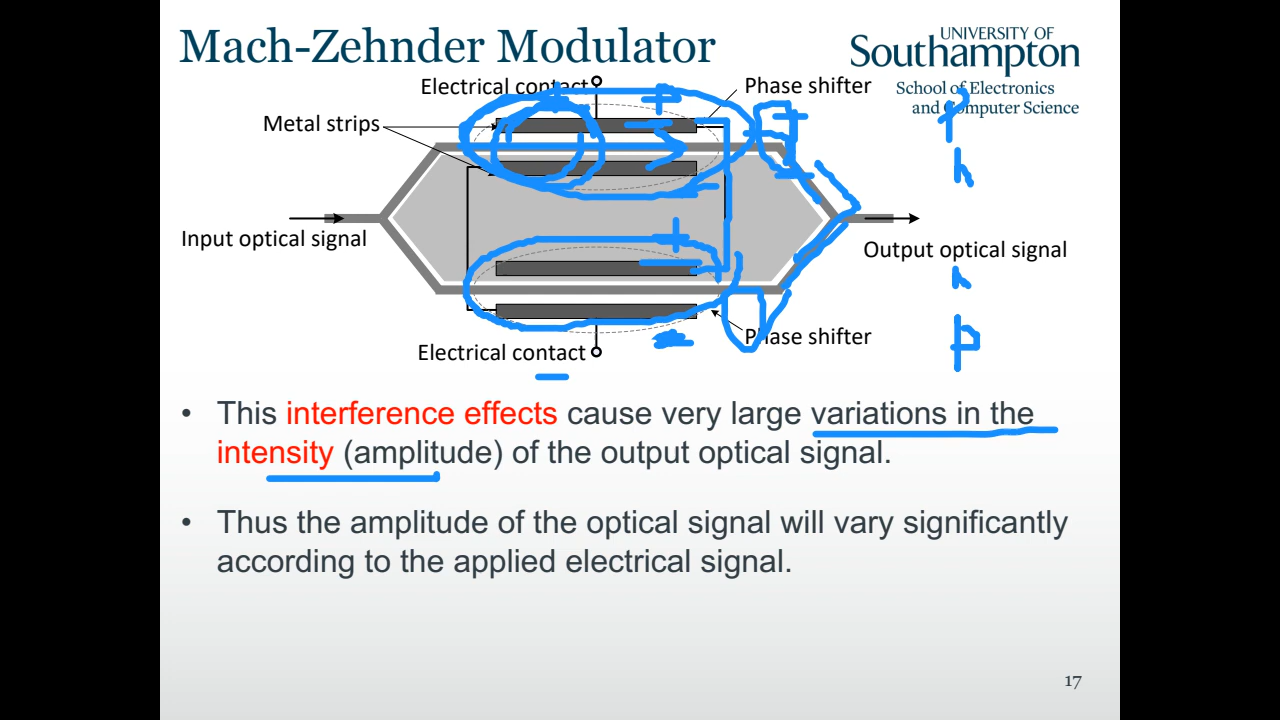 Mach-Zehnder Modulator
UNIVERSITY OF
Southampton
School of Electronics
and Computer Science
Electrical contact
Phase shifter
Metal strips
Input optical signal
Output optical signal
Phase shifter
Electrical contact
+
+
+
-
-
+
-
P
h
h
P
• This interference effects cause very large variations in the
intensity (amplitude) of the output optical signal.
• Thus the amplitude of the optical signal will vary significantly
according to the applied electrical signal.
17